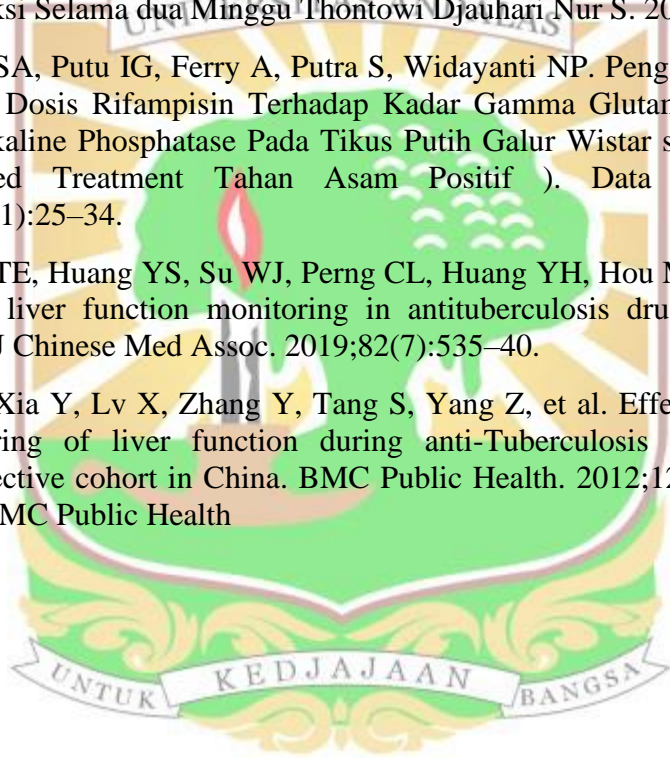 ksi Selama dua Minggu Thontowi Djauhari Nur S. 20
SA, Putu IG, Ferry A, Putra S, Widayanti NP. Peng
Dosis Rifampisin Terhadap Kadar Gamma Glutan
kaline Phosphatase Pada Tikus Putih Galur Wistar s
ed Treatment Tahan Asam Positif ). Data
1):25–34.
TE, Huang YS, Su WJ, Perng CL, Huang YH, Hou M
liver function monitoring in antituberculosis dru
J Chinese Med Assoc. 2019;82(7):535–40.
Xia Y, Lv X, Zhang Y, Tang S, Yang Z, et al. Effe
ring of liver function during anti-Tuberculosis
ective cohort in China. BMC Public Health. 2012;12
MC Public Health
UNTUK KEDJAJAAN BANGSA